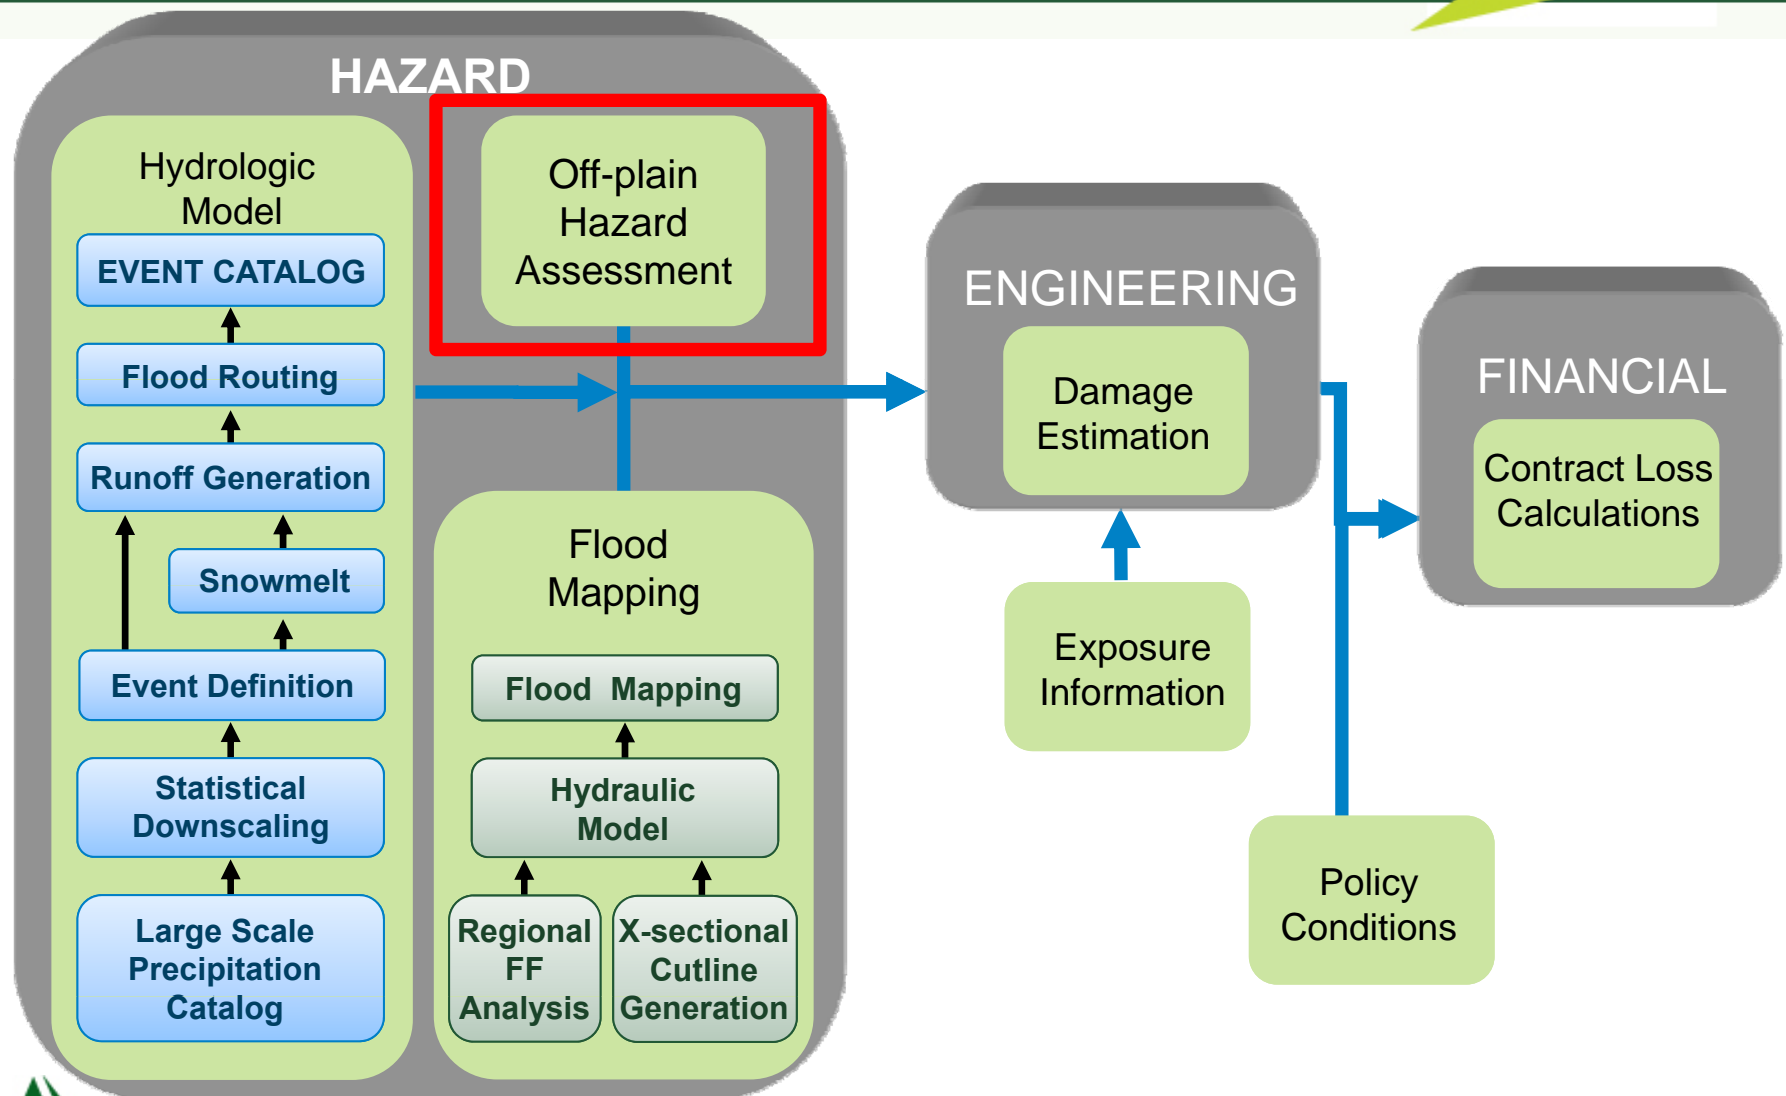 HAZARD
Hydrologic
Model
EVENT CATALOG
Flood Routing
Runoff Generation
Snowmelt
Event Definition
Statistical
Downscaling
Large Scale
Precipitation
Catalog
Off-plain
Hazard
Assessment
Flood
Mapping
Flood Mapping
Hydraulic
Model
Regional
FF
Analysis
X-sectional
Cutline
Generation
ENGINEERING
Damage
Estimation
Exposure
Information
FINANCIAL
Contract Loss
Calculations
Policy
Conditions